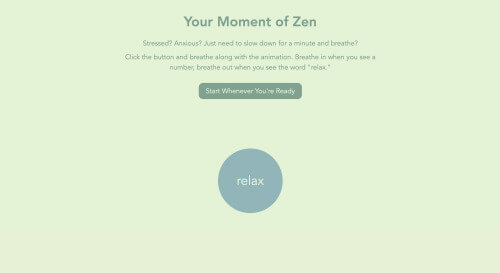 Your Moment of Zen
Stressed? Anxious? Just need to slow down for a minute and breathe?
Click the button and breathe along with the animation. Breathe in when you see a
number, breathe out when you see the word "relax."
Start Whenever You're Ready
relax